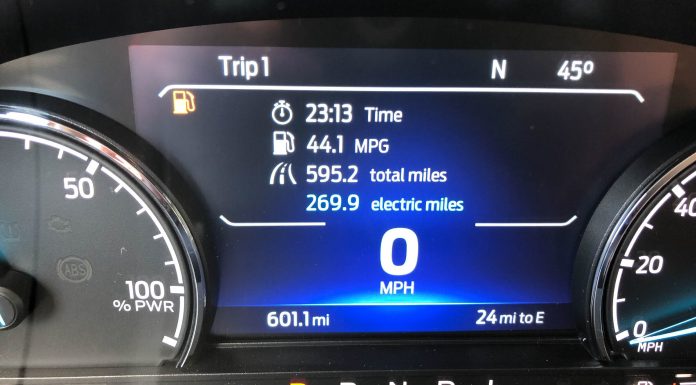 Trip 1 N 45°
23:13 Time
44.1 MPG
595.2 total miles
269.9 electric miles
0
MPH
601.1 mi 24 mi to E
50
100
% PWR
ABS
40
20
0
MPH